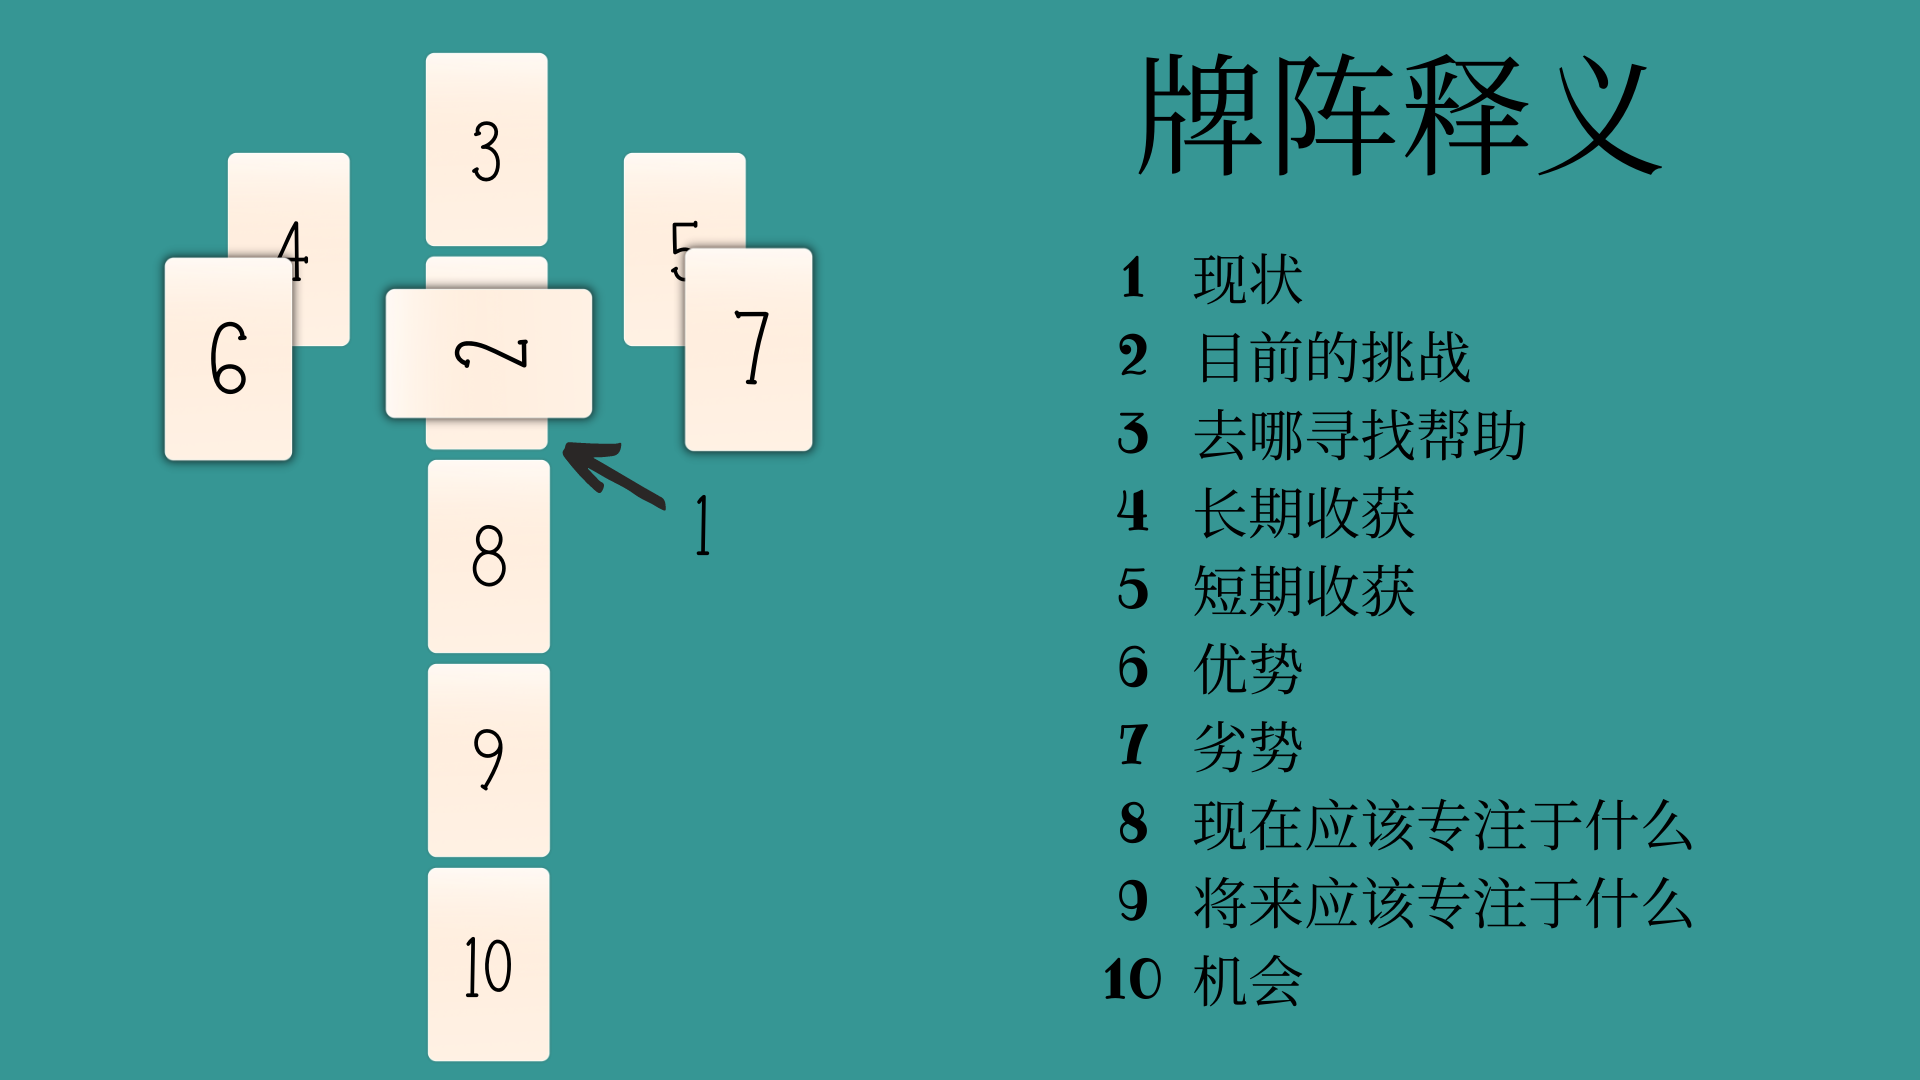 3
4
5
6
2
7
1
8
9
10
牌阵释义
1 现状
2 目前的挑战
3 去哪寻找帮助
4 长期收获
5 短期收获
6 优势
7 劣势
8 现在应该专注于什么
9 将来应该专注于什么
10 机会